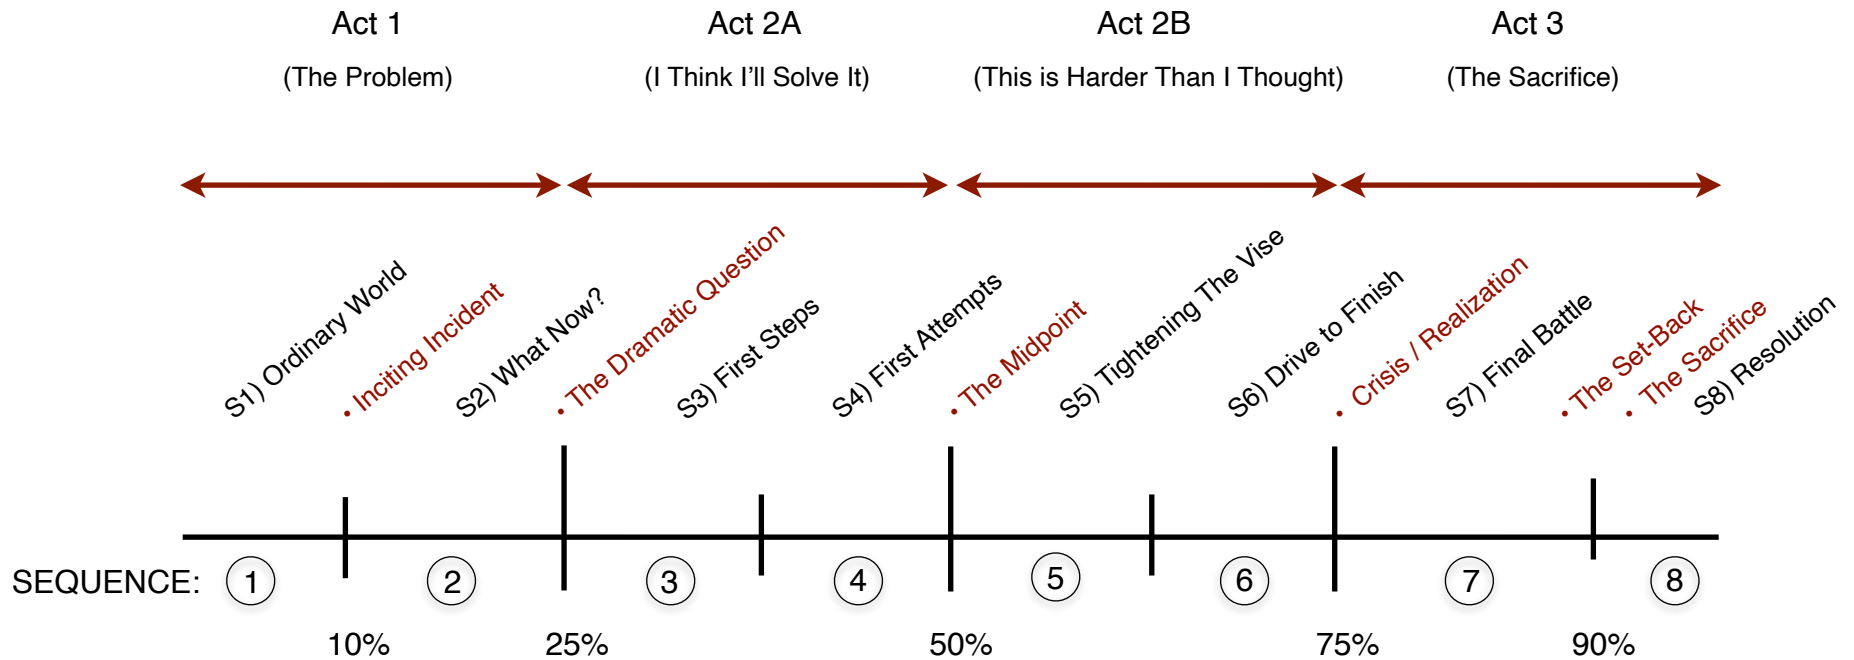 Act 1
(The Problem)
Act 2A
(I Think I'll Solve It)
Act 2B
(This is Harder Than I Thought)
Act 3
(The Sacrifice)
S1) Ordinary World
• Inciting Incident
S2) What Now?
• The Dramatic Question
S3) First Steps
S4) First Attempts
• The Midpoint
S5) Tightening The Vise
S6) Drive to Finish
• Crisis / Realization
S7) Final Battle
• The Set-Back
• The Sacrifice
S8) Resolution
SEQUENCE: 1 2 3 4 5 6 7 8
10% 25% 50% 75% 90%